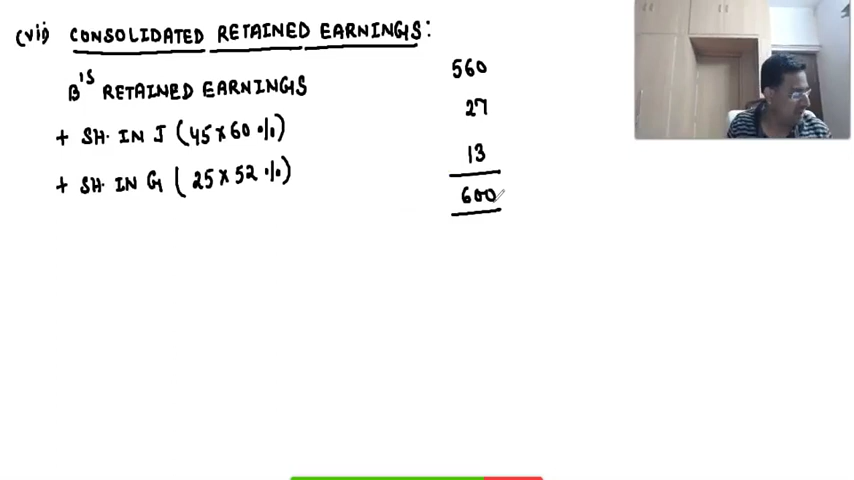 (vii) CONSOLIDATED RETAINED EARNINGS:
B'S RETAINED EARNINGS 560
+ SH. IN J (45 x 60%) 27
+ SH. IN G (25 x 52%) 13
600